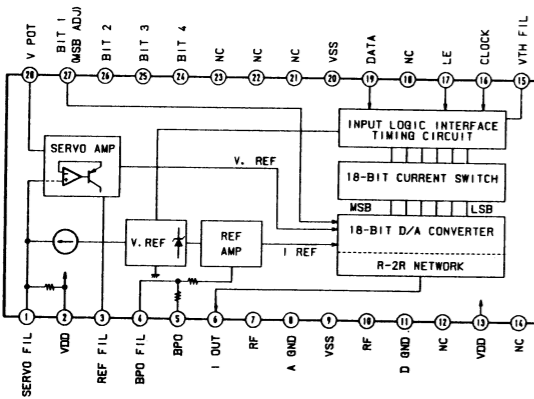 V POT
BIT 1
(MSB ADJ)
BIT 2
BIT 3
BIT 4
NC
NC
NC
VSS
DATA
NC
LE
CLOCK
VTH FIL
28
27
26
25
24
23
22
21
20
19
18
17
16
15
INPUT LOGIC INTERFACE
TIMING CIRCUIT
SERVO AMP
V. REF
18-BIT CURRENT SWITCH
MSB
LSB
V. REF
REF
AMP
I REF
18-BIT D/A CONVERTER
R-2R NETWORK
1
2
3
4
5
6
7
8
9
10
11
12
13
14
SERVO FIL
VDD
REF FIL
BPO FIL
BPO
I OUT
RF
A GND
VSS
RF
D GND
NC
VDD
NC